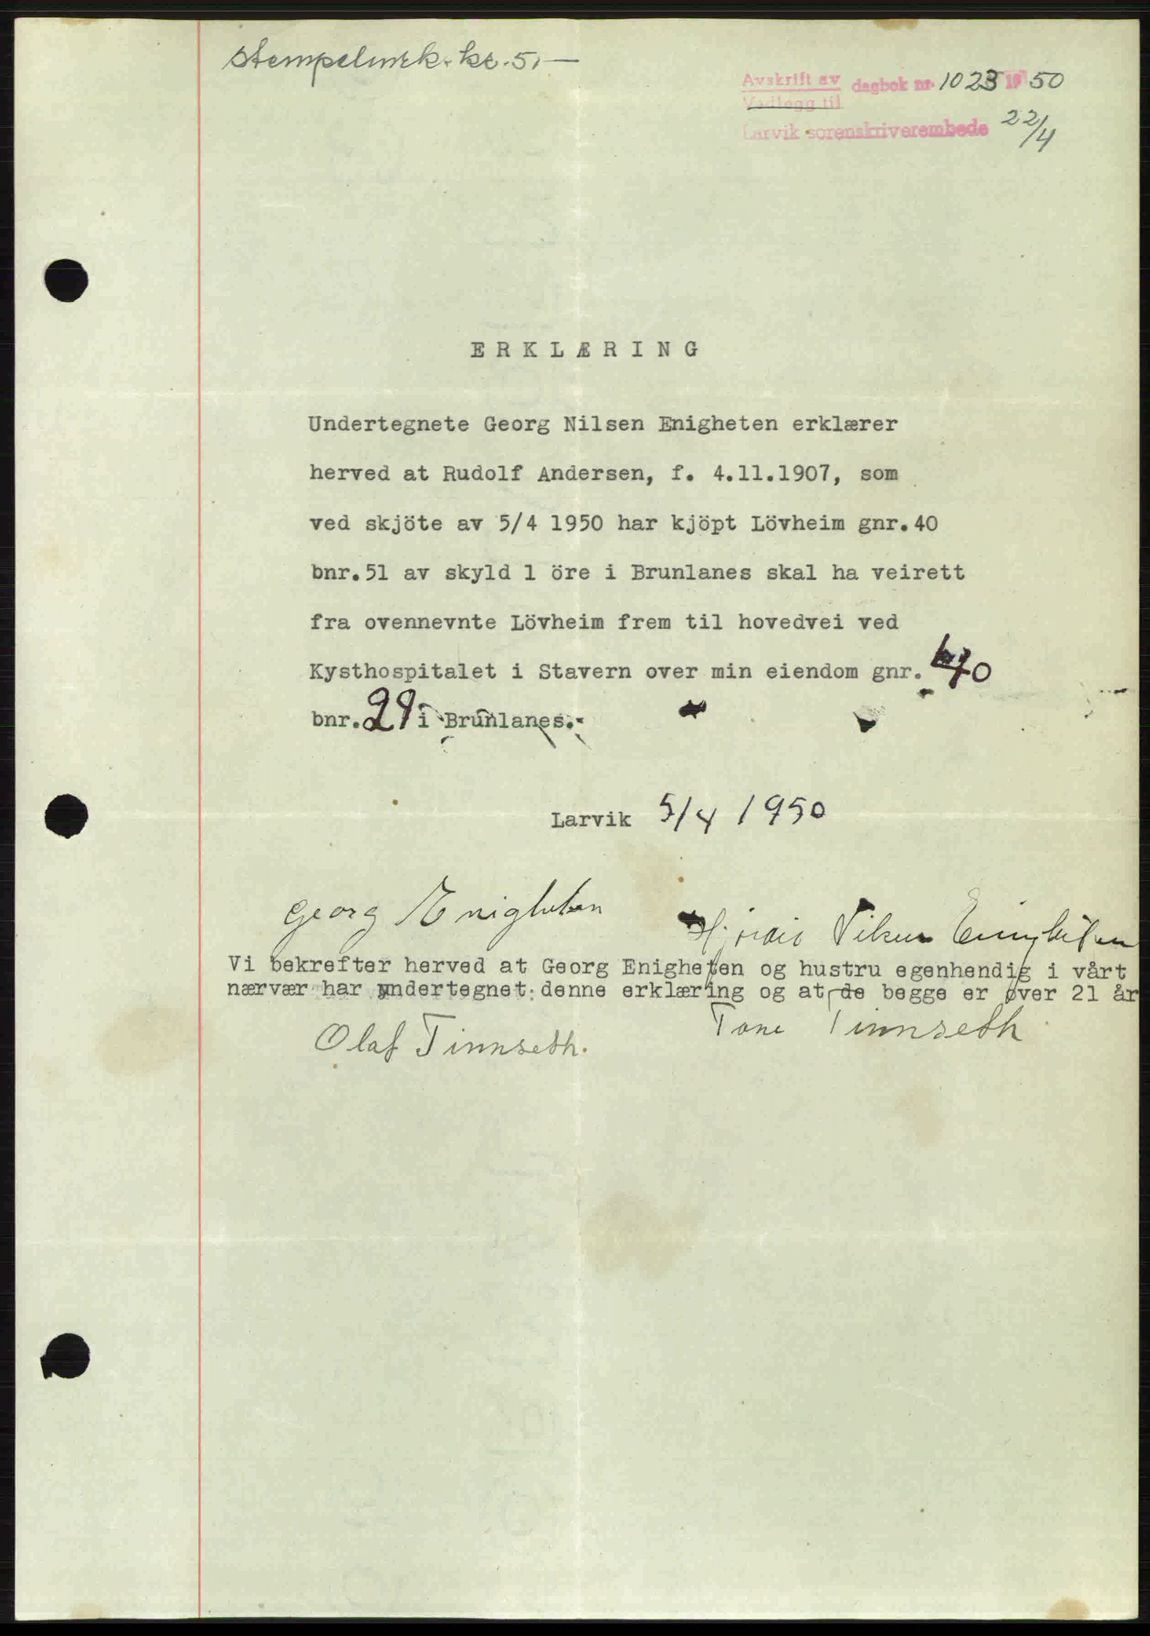 Stempelmrk. kr. 5,—
Avskrift av dagbok nr. 1023 19 50
Vedlegg til
Larvik sorenskriverembede 22/4
ERKLÆRING
Undertegnete Georg Nilsen Enigheten erklærer
herved at Rudolf Andersen, f. 4.11.1907, som
ved skjöte av 5/4 1950 har kjöpt Lövheim gnr. 40
bnr. 51 av skyld 1 öre i Brunlanes skal ha veirett
fra ovennevnte Lövheim frem til hovedvei ved
Kysthospitalet i Stavern over min eiendom gnr. 40
bnr. 29 i Brunlanes.-
Larvik 5/4 1950
Georg Enigheten
Enigheten
Vi bekrefter herved at Georg Enigheten og hustru egenhendig i vårt
nærvær har undertegnet denne erklæring og at de begge er over 21 år
Olaf Tinnseth. Tone Tinnseth